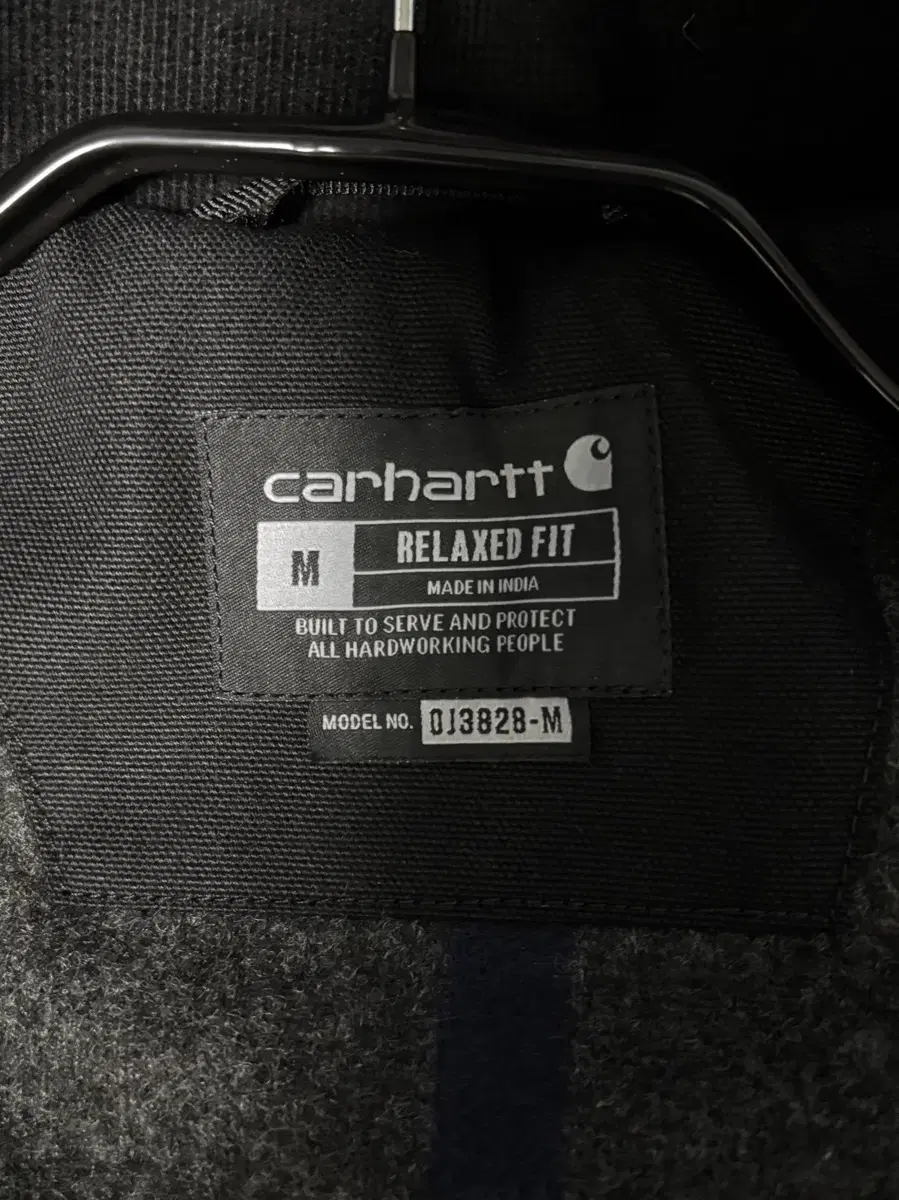 carhartt
M
RELAXED FIT
MADE IN INDIA
BUILT TO SERVE AND PROTECT
ALL HARDWORKING PEOPLE
MODEL NO. OJ3828-M